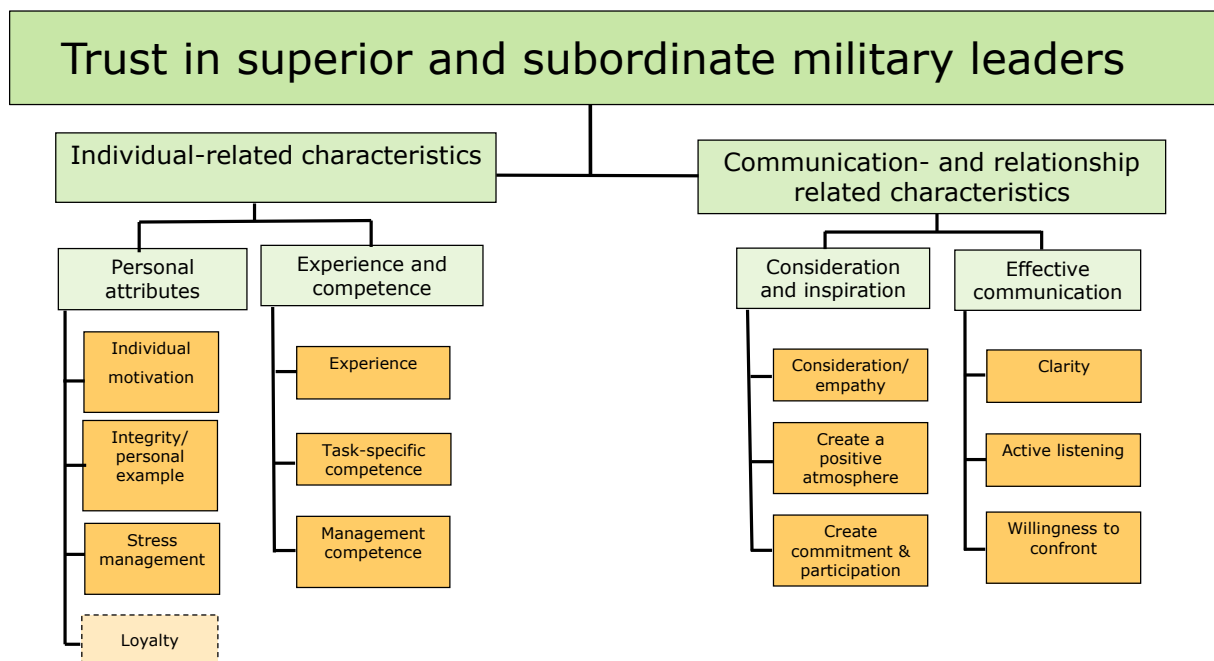 Trust in superior and subordinate military leaders
Individual-related characteristics
Communication- and relationship
related characteristics
Personal
attributes
Experience and
competence
Consideration
and inspiration
Effective
communication
Individual
motivation
Integrity/
personal
example
Stress
management
Loyalty
Experience
Task-specific
competence
Management
competence
Consideration/
empathy
Create a
positive
atmosphere
Create
commitment &
participation
Clarity
Active listening
Willingness to
confront